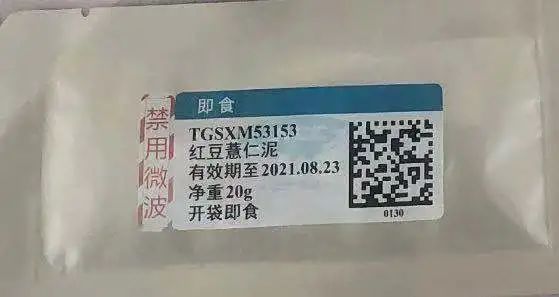 禁用微波
即食
TGSXM53153
红豆薏仁泥
有效期至2021.08.23
净重20g
开袋即食
0130